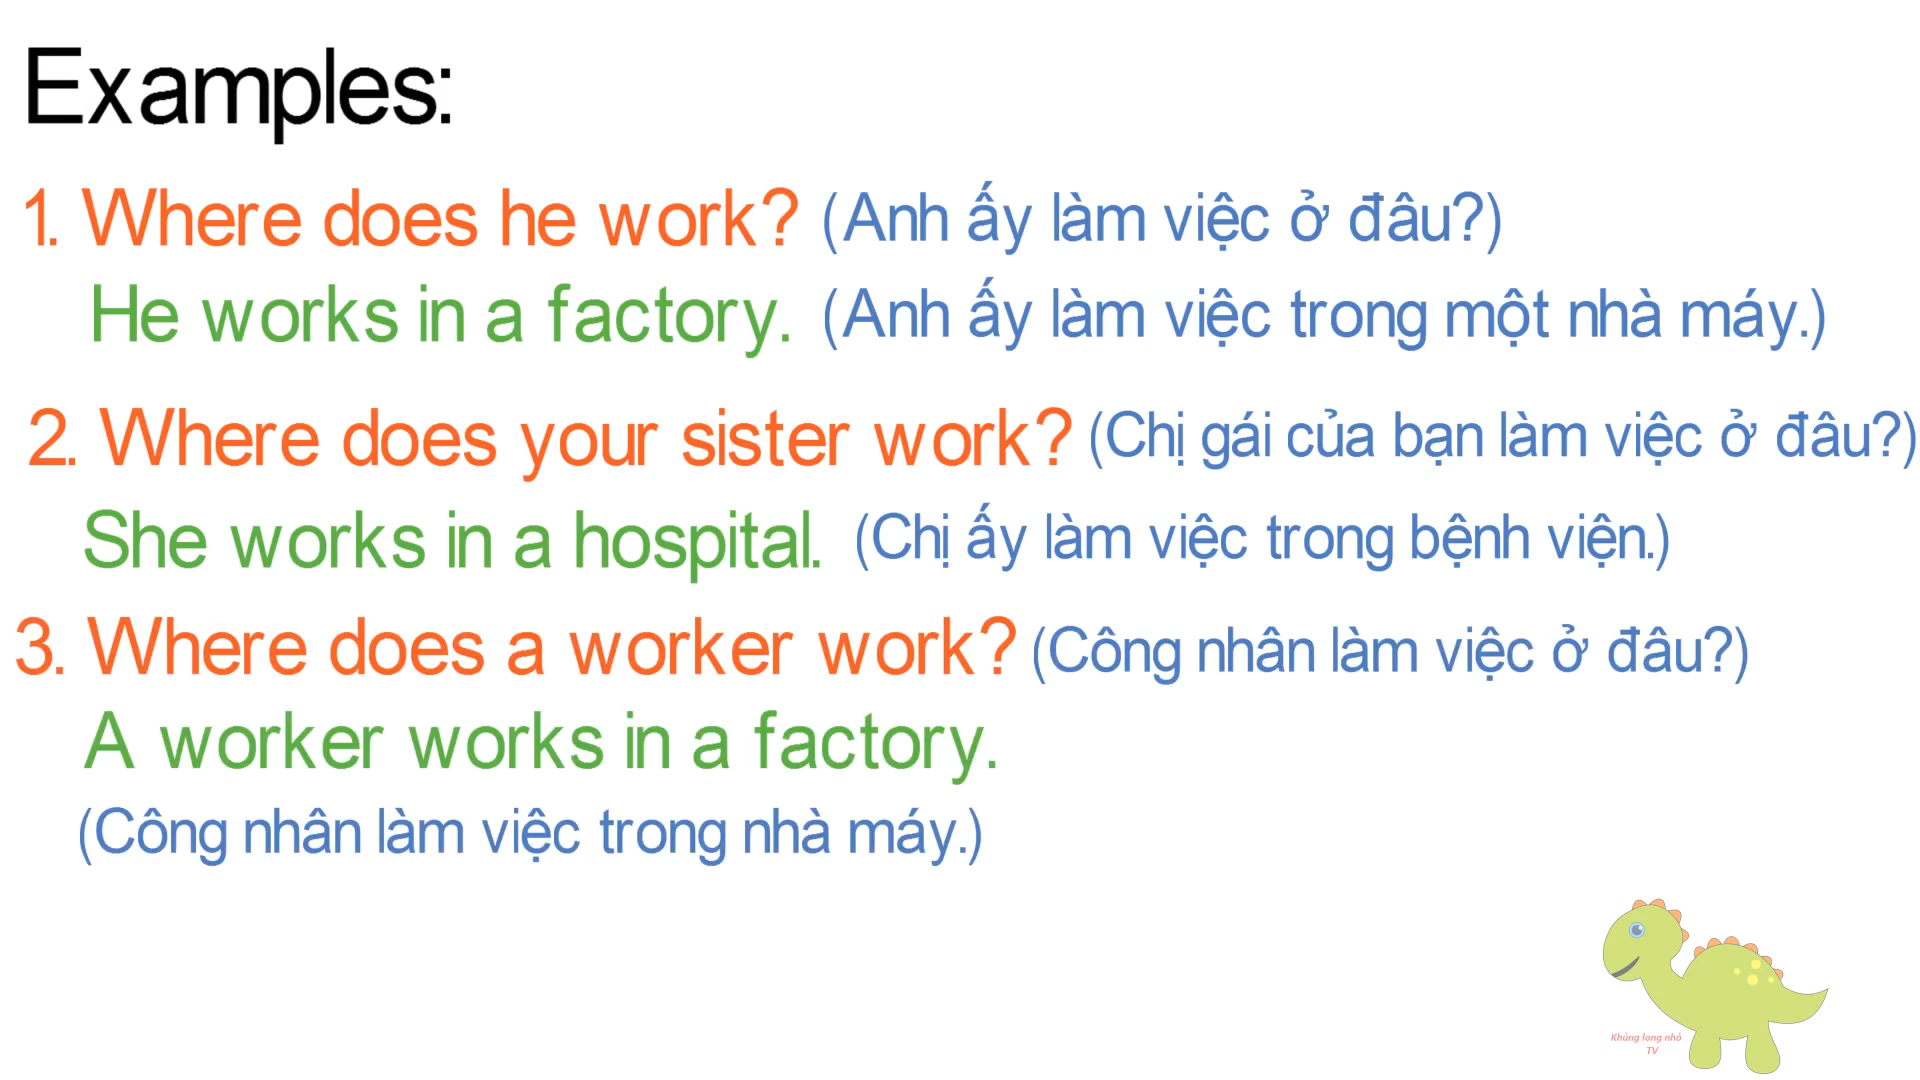 Examples:
1. Where does he work? (Anh ấy làm việc ở đâu?)
He works in a factory. (Anh ấy làm việc trong một nhà máy.)
2. Where does your sister work? (Chị gái của bạn làm việc ở đâu?)
She works in a hospital. (Chị ấy làm việc trong bệnh viện.)
3. Where does a worker work? (Công nhân làm việc ở đâu?)
A worker works in a factory.
(Công nhân làm việc trong nhà máy.)
Khủng long nhỏ
TV